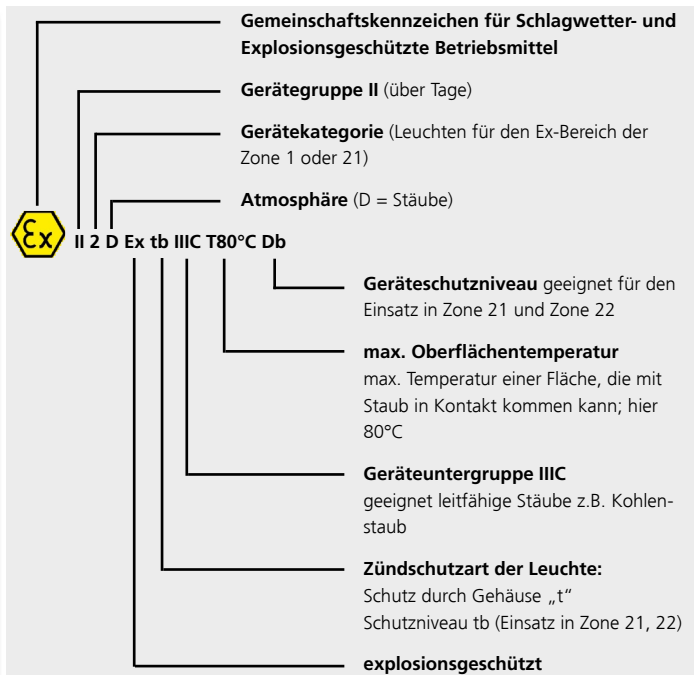 Gemeinschaftskennzeichen für Schlagwetter- und
Explosionsgeschützte Betriebsmittel
Gerätegruppe II (über Tage)
Gerätekategorie (Leuchten für den Ex-Bereich der
Zone 1 oder 21)
Atmosphäre (D = Stäube)
Ex II 2 D Ex tb IIIC T80°C Db
Geräteschutzniveau geeignet für den
Einsatz in Zone 21 und Zone 22
max. Oberflächentemperatur
max. Temperatur einer Fläche, die mit
Staub in Kontakt kommen kann; hier
80°C
Geräteuntergruppe IIIC
geeignet leitfähige Stäube z.B. Kohlen-
staub
Zündschutzart der Leuchte:
Schutz durch Gehäuse „t“
Schutzniveau tb (Einsatz in Zone 21, 22)
explosionsgeschützt